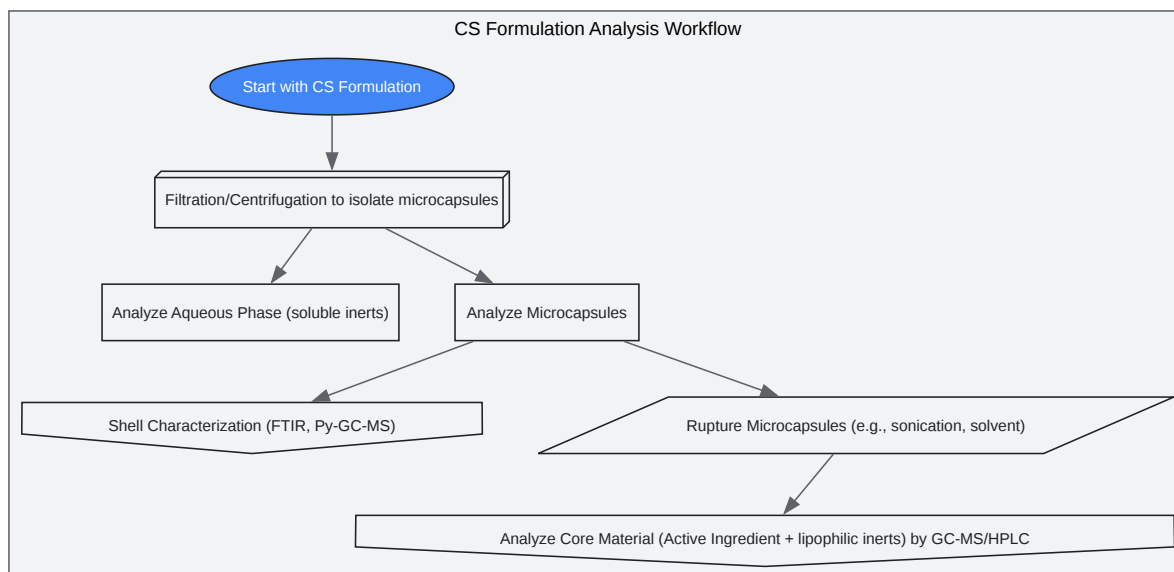 CS Formulation Analysis Workflow
Start with CS Formulation
Filtration/Centrifugation to isolate microcapsules
Analyze Aqueous Phase (soluble inerts)
Analyze Microcapsules
Shell Characterization (FTIR, Py-GC-MS)
Rupture Microcapsules (e.g., sonication, solvent)
Analyze Core Material (Active Ingredient + lipophilic inerts) by GC-MS/HPLC